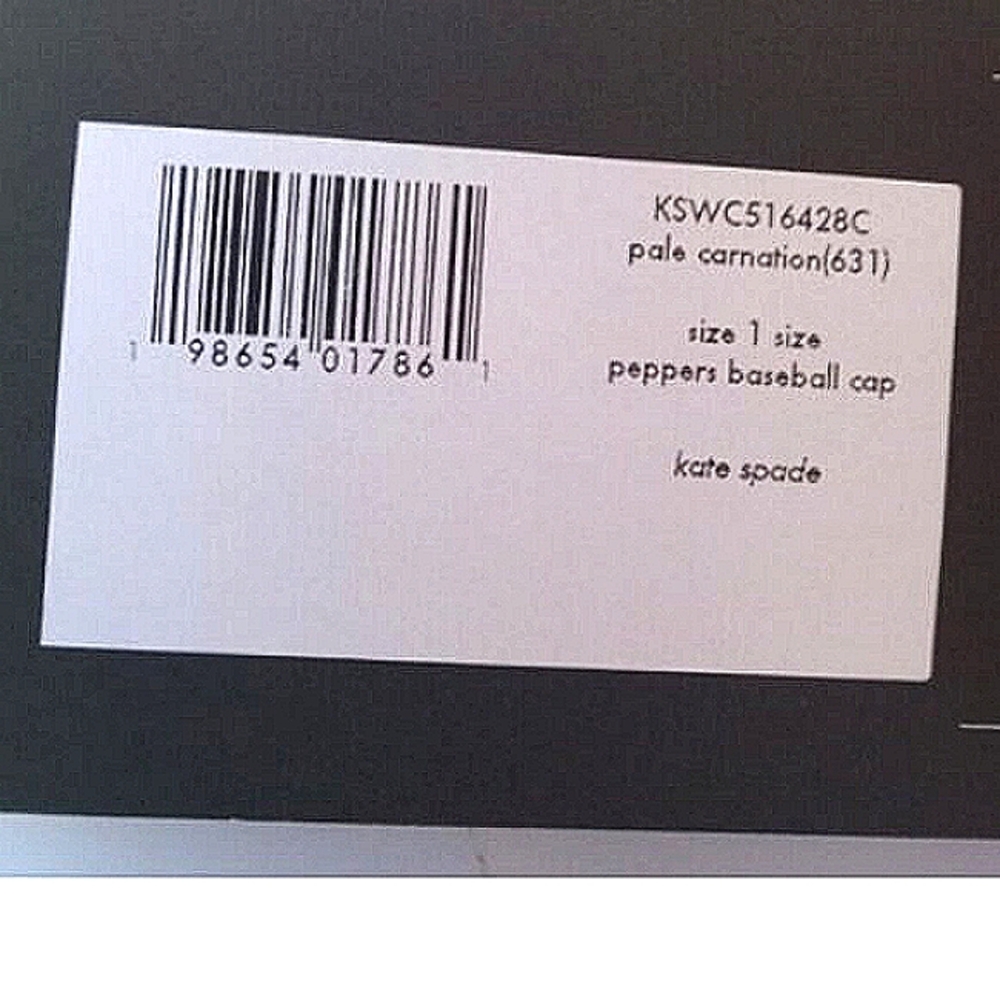 1 98654 01786 1
KSWC516428C
pale carnation(631)
size 1 size
peppers baseball cap
kate spade